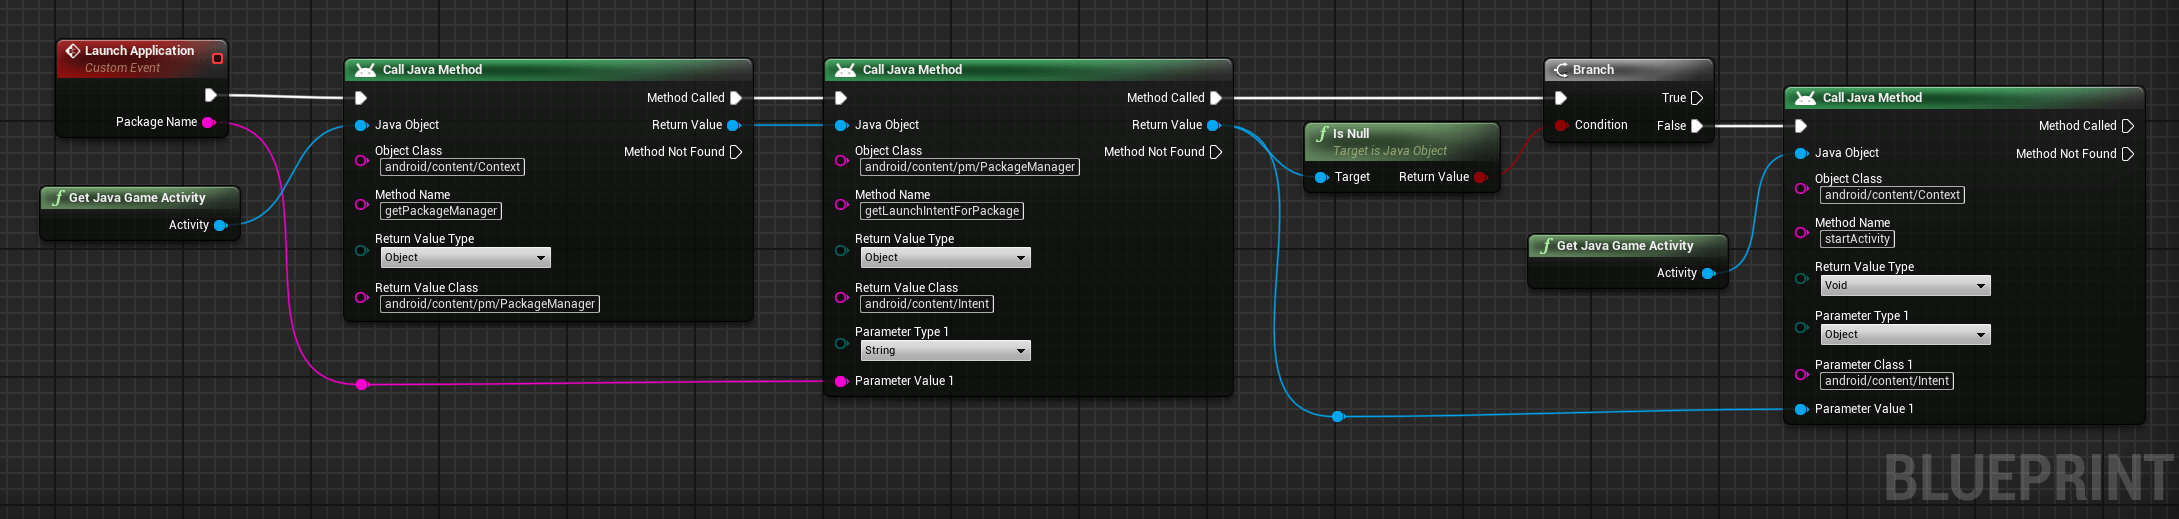 Launch Application
Custom Event
Package Name
Get Java Game Activity
Activity
Call Java Method
Method Called
Java Object
Return Value
Object Class
Method Not Found
android/content/Context
Method Name
getPackageManager
Return Value Type
Object
Return Value Class
android/content/pm/PackageManager
Call Java Method
Method Called
Java Object
Return Value
Object Class
Method Not Found
android/content/pm/PackageManager
Method Name
getLaunchIntentForPackage
Return Value Type
Object
Return Value Class
android/content/Intent
Parameter Type 1
String
Parameter Value 1
Is Null
Target is Java Object
Target
Return Value
Branch
True
Condition
False
Get Java Game Activity
Activity
Call Java Method
Method Called
Method Not Found
Java Object
Object Class
android/content/Context
Method Name
startActivity
Return Value Type
Void
Parameter Type 1
Object
Parameter Class 1
android/content/Intent
Parameter Value 1
BLUEPRINT